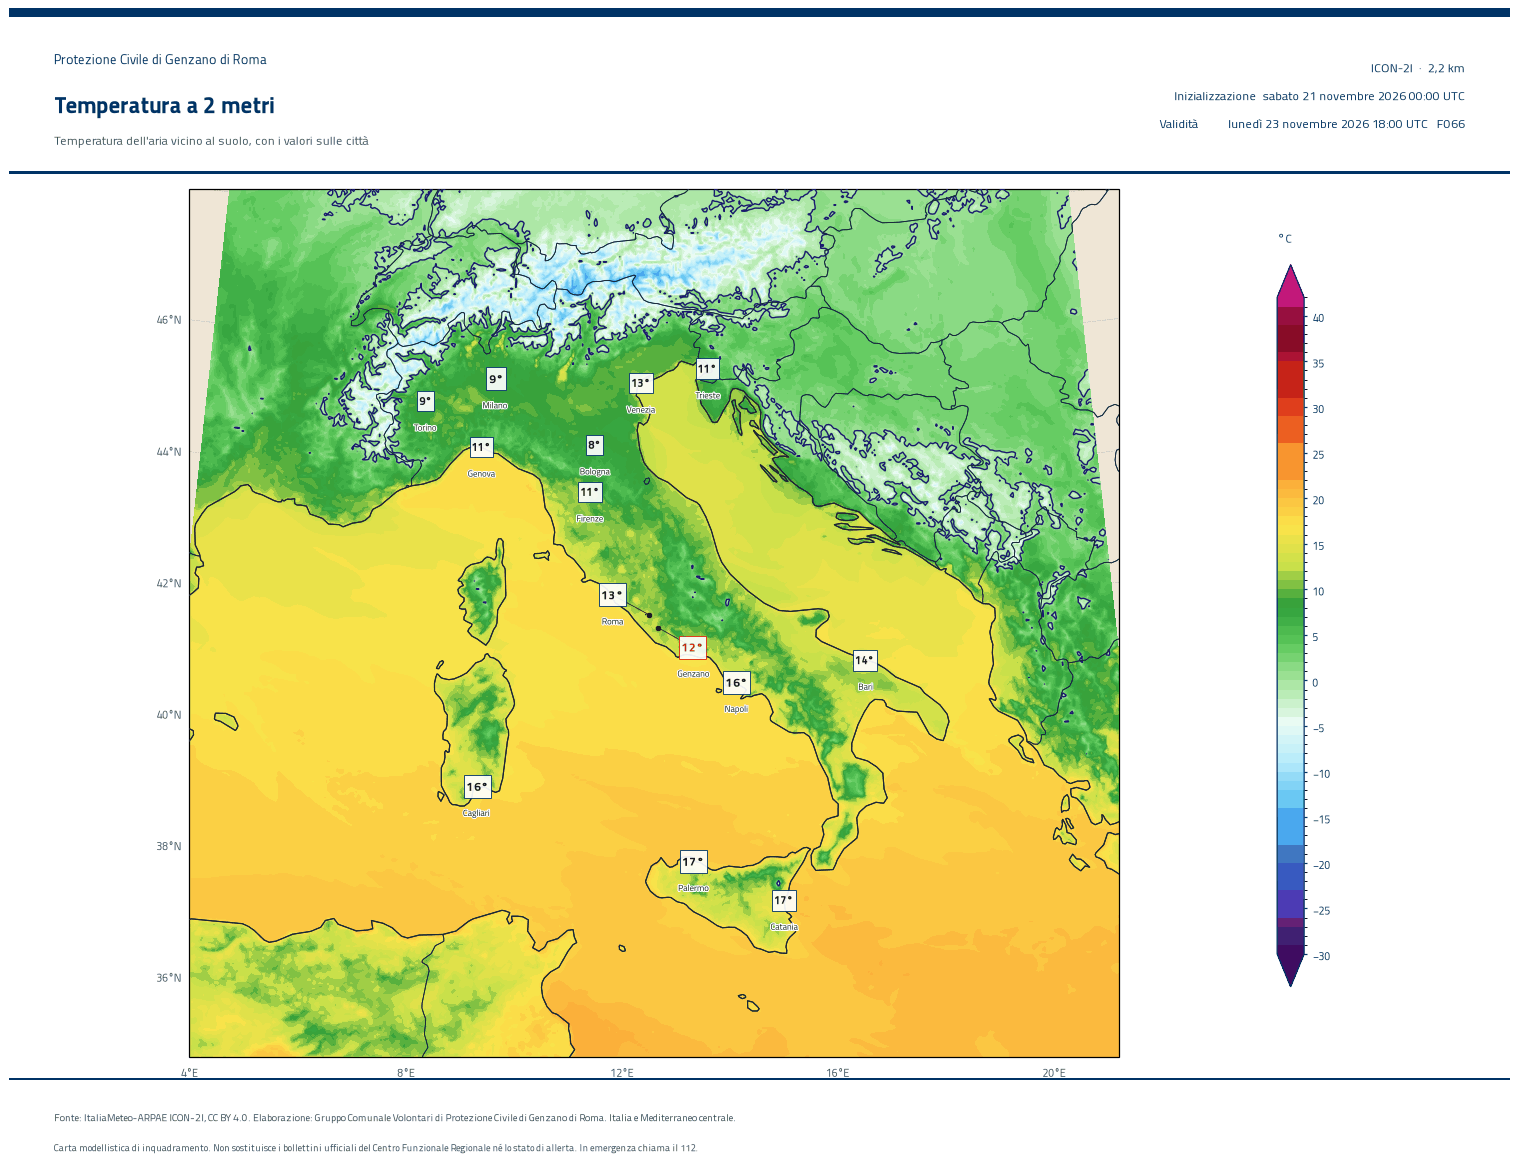 Protezione Civile di Genzano di Roma
Temperatura a 2 metri
Temperatura dell'aria vicino al suolo, con i valori sulle città
ICON-2I · 2,2 km
Inizializzazione sabato 21 novembre 2026 00:00 UTC
Validità lunedì 23 novembre 2026 18:00 UTC F066
46°N
44°N
42°N
40°N
38°N
36°N
4°E 8°E 12°E 16°E 20°E
11°
Trieste
13°
Venezia
9°
Milano
9°
Torino
11°
Genova
8°
Bologna
11°
Firenze
13°
Roma
12°
Genzano
16°
Napoli
14°
Bari
16°
Cagliari
17°
Palermo
17°
Catania
°C
40
35
30
25
20
15
10
5
0
−5
−10
−15
−20
−25
−30
Fonte: ItaliaMeteo-ARPAE ICON-2I, CC BY 4.0. Elaborazione: Gruppo Comunale Volontari di Protezione Civile di Genzano di Roma. Italia e Mediterraneo centrale.
Carta modellistica di inquadramento. Non sostituisce i bollettini ufficiali del Centro Funzionale Regionale né lo stato di allerta. In emergenza chiama il 112.